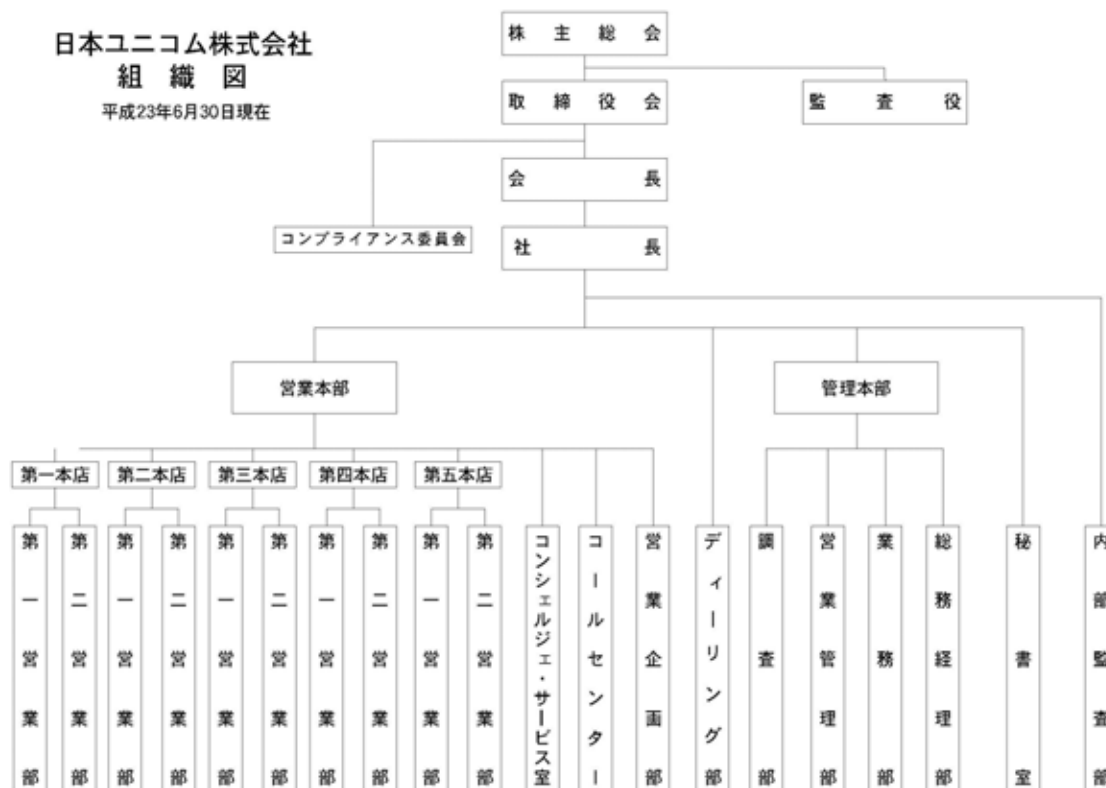 日本ユニコム株式会社
組織図
平成23年6月30日現在
株主総会
取締役会
監査役
会長
コンプライアンス委員会
社長
営業本部
管理本部
第一本店
第二本店
第三本店
第四本店
第五本店
第一営業部
第二営業部
第一営業部
第二営業部
第一営業部
第二営業部
第一営業部
第二営業部
第一営業部
第二営業部
コンシェルジェ・サービス室
コールセンター
営業企画部
ディーリング部
調査部
営業管理部
業務部
総務経理部
秘書室
内部監査部